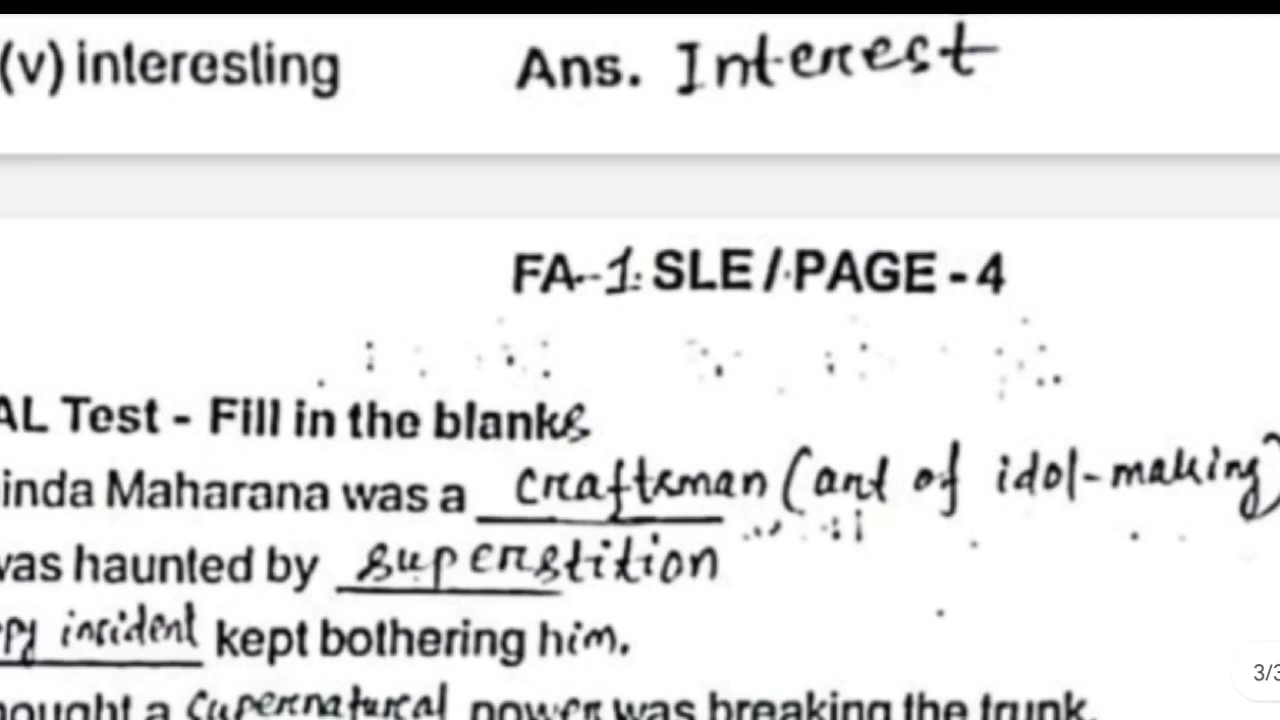 (v) interesting Ans. Interest
FA-1 SLE / PAGE - 4
AL Test - Fill in the blanks
inda Maharana was a craftsman (art of idol-making)
was haunted by superstition
py incident kept bothering him.
hought a supernatural power was breaking the trunk.
3/3